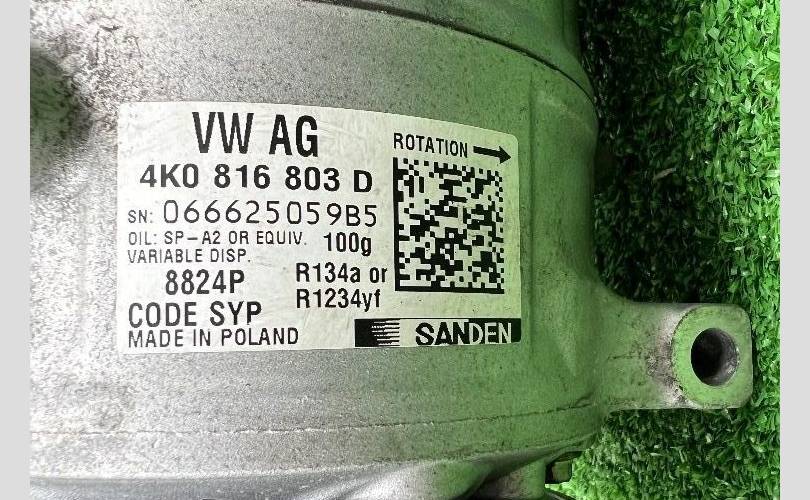 VW AG
ROTATION
4K0 816 803 D
SN: 066625059B5
OIL: SP-A2 OR EQUIV. 100g
VARIABLE DISP.
8824P R134a or
R1234yf
CODE SYP
MADE IN POLAND
SANDEN